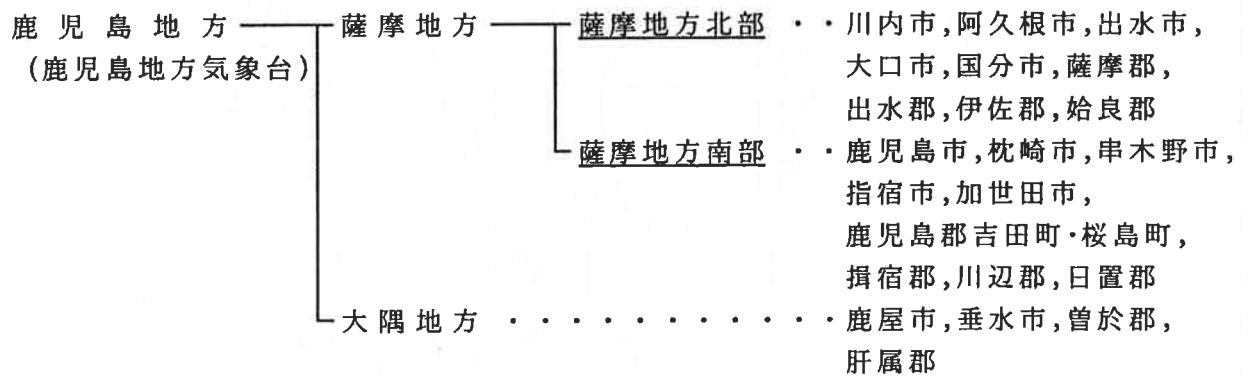 鹿児島地方 薩摩地方 薩摩地方北部 ・・川内市,阿久根市,出水市,
(鹿児島地方気象台) 大口市,国分市,薩摩郡,
出水郡,伊佐郡,姶良郡
薩摩地方南部 ・・鹿児島市,枕崎市,串木野市,
指宿市,加世田市,
鹿児島郡吉田町・桜島町,
揖宿郡,川辺郡,日置郡
大隅地方 ・・・・・・・・・・・鹿屋市,垂水市,曽於郡,
肝属郡